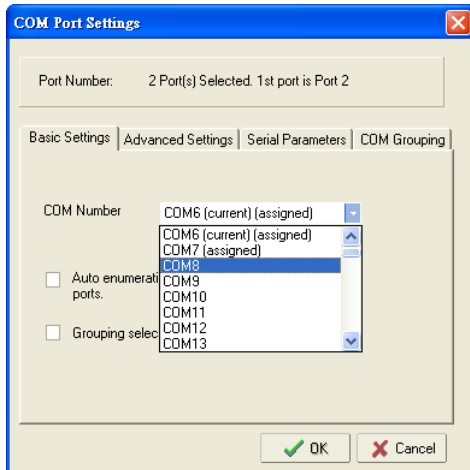 COM Port Settings
Port Number: 2 Port(s) Selected. 1st port is Port 2
Basic Settings Advanced Settings Serial Parameters COM Grouping
COM Number COM6 (current) (assigned)
COM6 (current) (assigned)
COM7 (assigned)
COM8
COM9
COM10
COM11
COM12
COM13
Auto enumerati
ports.
Grouping selec
OK Cancel